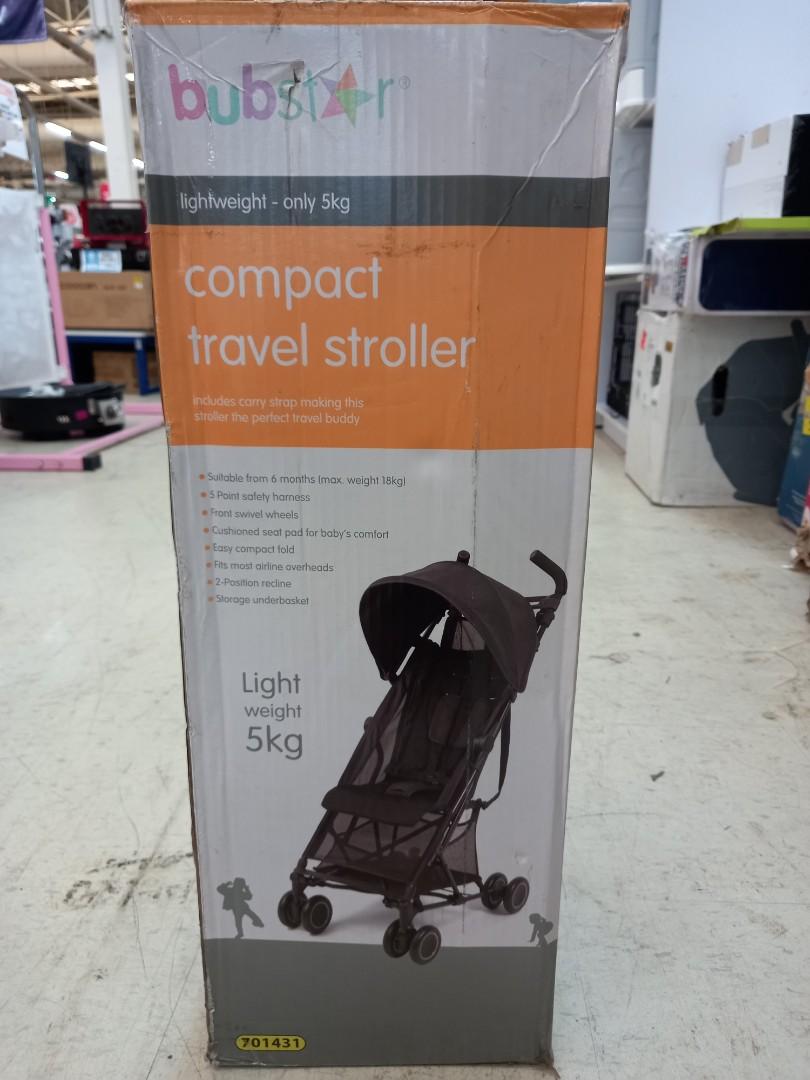 bubstar®
lightweight - only 5kg
compact
travel stroller
includes carry strap making this
stroller the perfect travel buddy
Suitable from 6 months (max. weight 18kg)
5 Point safety harness
Front swivel wheels
Cushioned seat pad for baby's comfort
Easy compact fold
Fits most airline overheads
2-Position recline
Storage underbasket
Light
weight
5kg
701431